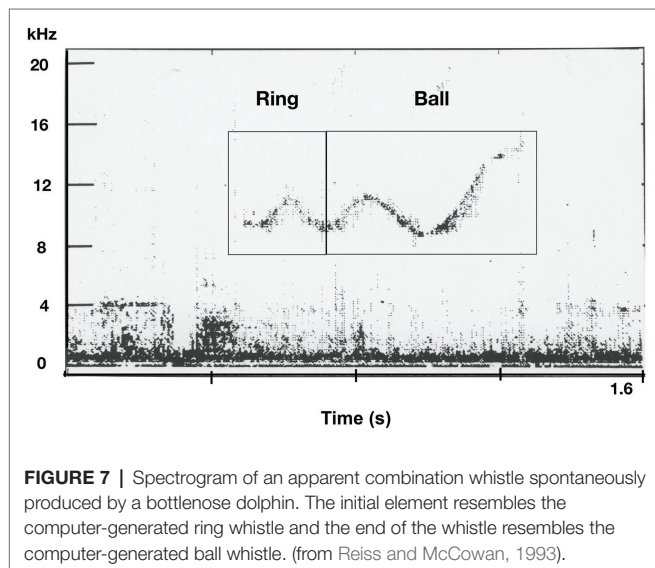 kHz
20
Ring Ball
16
12
8
4
0
1.6
Time (s)
FIGURE 7 | Spectrogram of an apparent combination whistle spontaneously
produced by a bottlenose dolphin. The initial element resembles the
computer-generated ring whistle and the end of the whistle resembles the
computer-generated ball whistle. (from Reiss and McCowan, 1993).